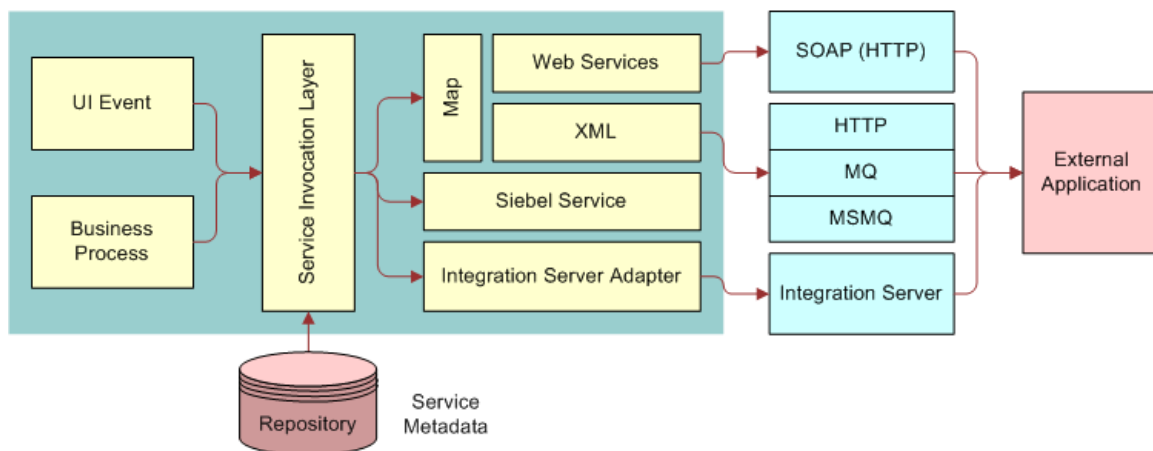 UI Event
Business
Process
Service Invocation Layer
Map
Web Services
XML
Siebel Service
Integration Server Adapter
SOAP (HTTP)
HTTP
MQ
MSMQ
Integration Server
External
Application
Repository
Service
Metadata